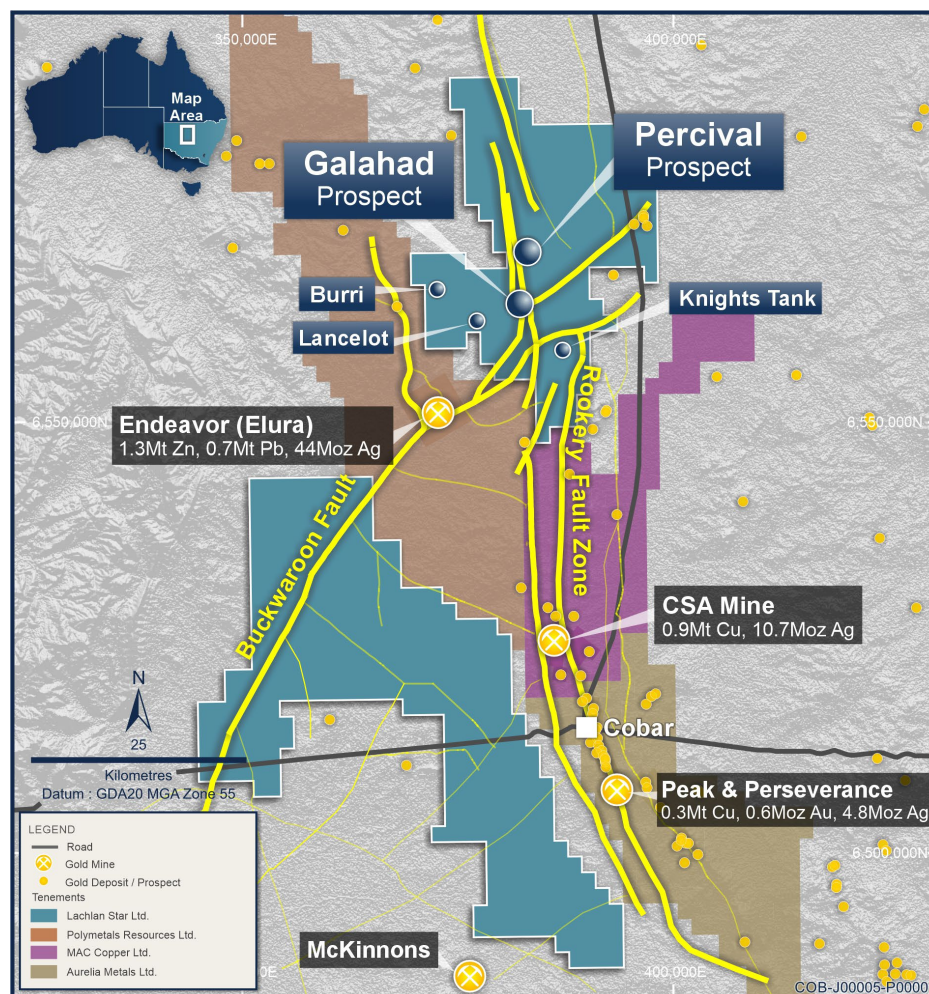 350,000E
400,000E
Map
Area
Galahad
Prospect
Percival
Prospect
Burri
Lancelot
Knights Tank
6,550,000N
6,550,000N
Endeavor (Elura)
1.3Mt Zn, 0.7Mt Pb, 44Moz Ag
Rookery Fault Zone
Buckwaroon Fault
CSA Mine
0.9Mt Cu, 10.7Moz Ag
N
25
Kilometres
Datum : GDA20 MGA Zone 55
Cobar
Peak & Perseverance
0.3Mt Cu, 0.6Moz Au, 4.8Moz Ag
6,500,000N
LEGEND
Road
Gold Mine
Gold Deposit / Prospect
Tenements
Lachlan Star Ltd.
Polymetals Resources Ltd.
MAC Copper Ltd.
Aurelia Metals Ltd.
McKinnons
400,000E
COB-J00005-P0000